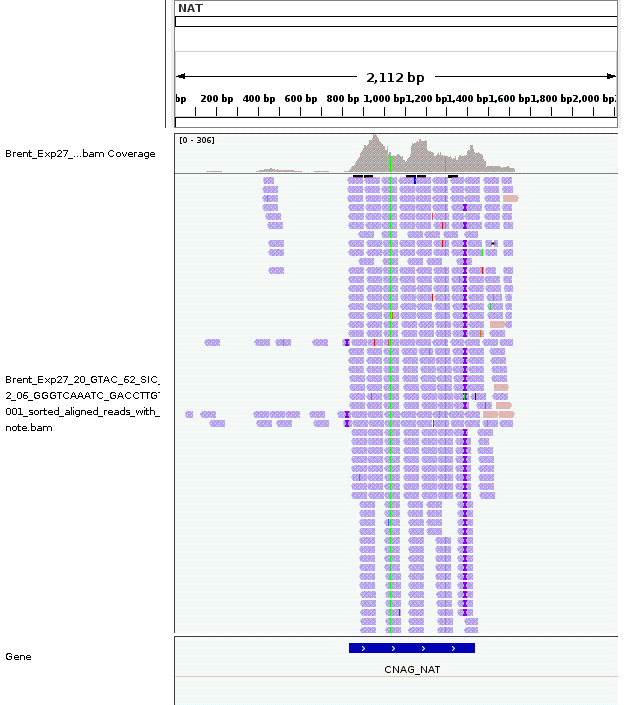 NAT
2,112 bp
bp 200 bp 400 bp 600 bp 800 bp 1,000 bp 1,200 bp 1,400 bp 1,600 bp 1,800 bp 2,000 bp 2
[0 - 306]
Brent_Exp27_...bam Coverage
Brent_Exp27_20_GTAC_62_SIC_
2_06_GGGTCAAATC_GACCTTGT
001_sorted_aligned_reads_with_
note.bam
Gene
CNAG_NAT